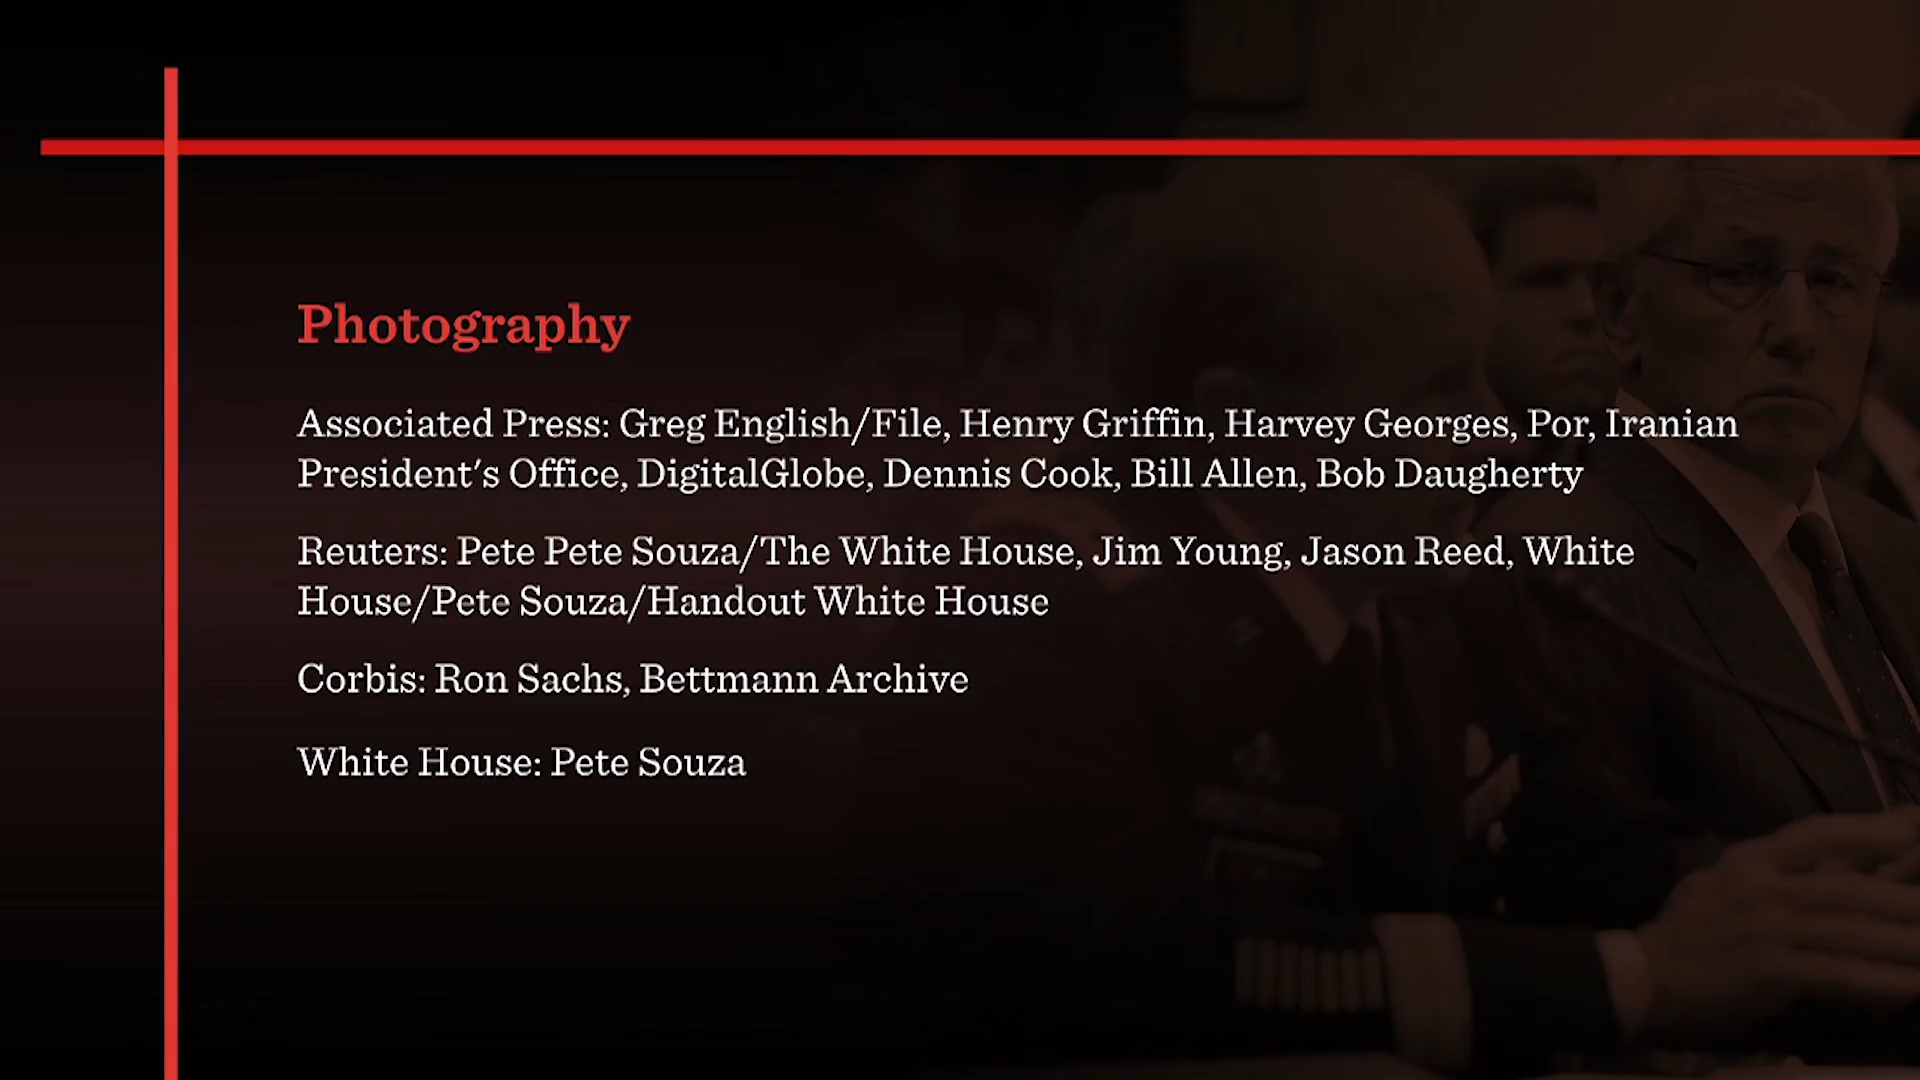 Photography
Associated Press: Greg English/File, Henry Griffin, Harvey Georges, Por, Iranian
President's Office, DigitalGlobe, Dennis Cook, Bill Allen, Bob Daugherty
Reuters: Pete Pete Souza/The White House, Jim Young, Jason Reed, White
House/Pete Souza/Handout White House
Corbis: Ron Sachs, Bettmann Archive
White House: Pete Souza